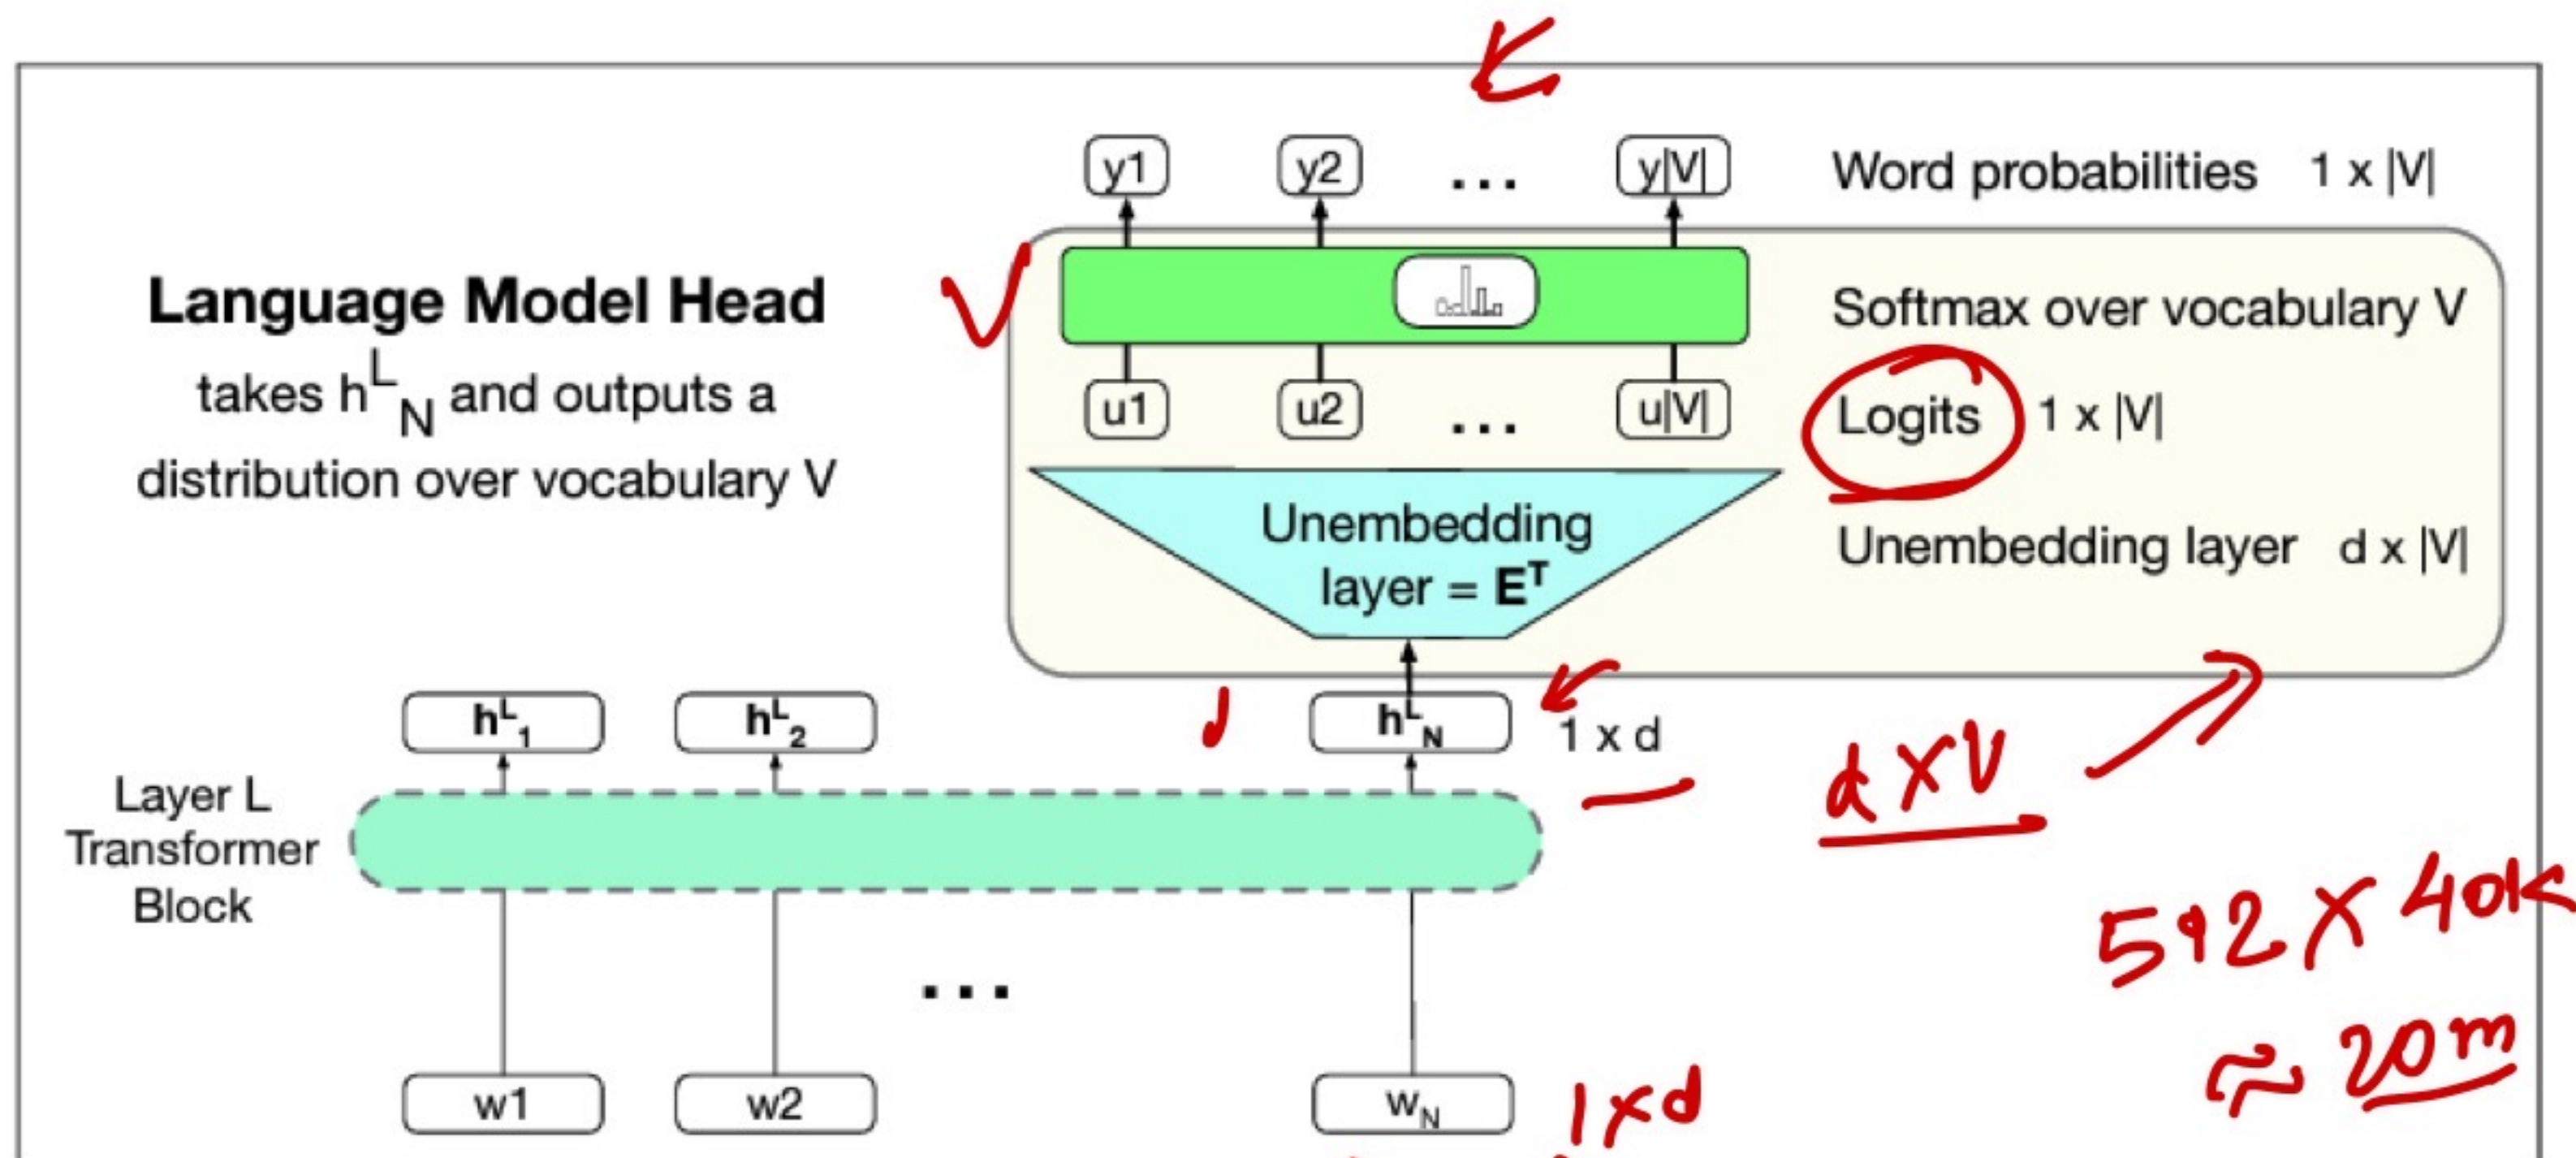 y1 y2 ... y|V| Word probabilities 1 x |V|
Language Model Head
takes h^L_N and outputs a
distribution over vocabulary V
Softmax over vocabulary V
u1 u2 ... u|V| Logits 1 x |V|
Unembedding
layer = E^T
Unembedding layer d x |V|
h^L_1 h^L_2 h^L_N 1 x d
d x V
Layer L
Transformer
Block
512 x 40k
≈ 20m
...
w1 w2 w_N 1 x d